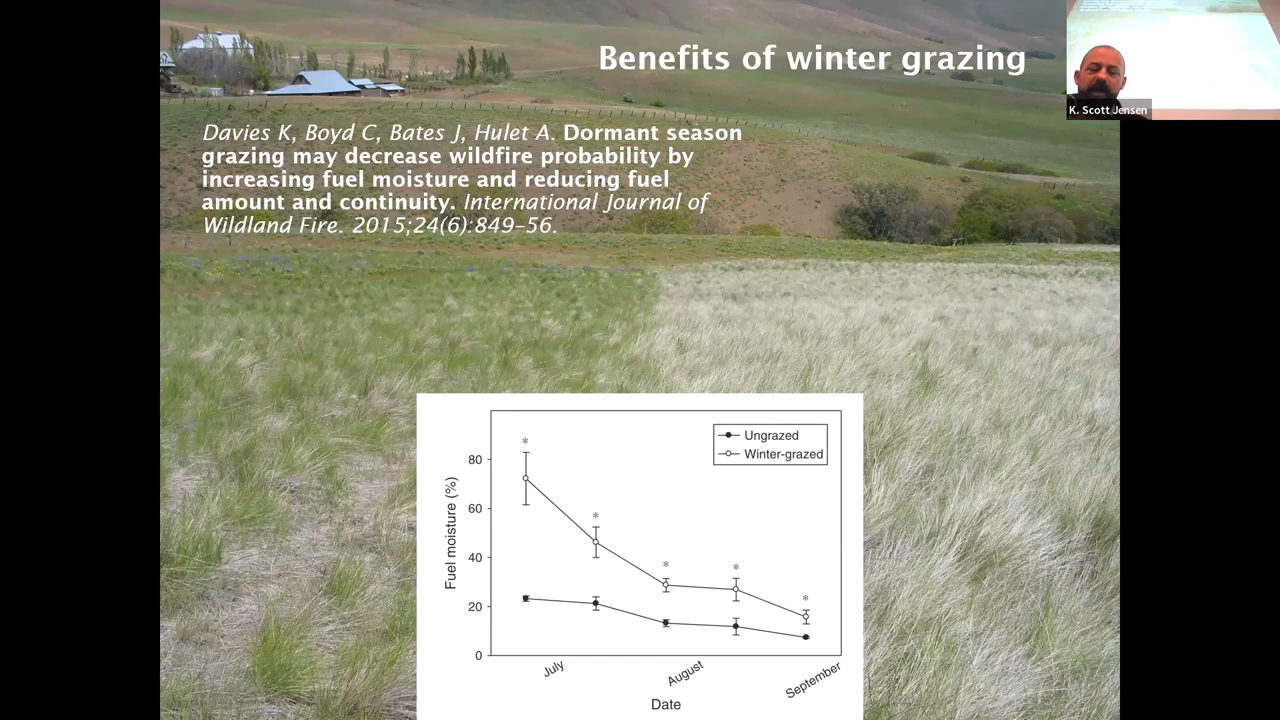 Benefits of winter grazing
K. Scott Jensen
Davies K, Boyd C, Bates J, Hulet A. Dormant season
grazing may decrease wildfire probability by
increasing fuel moisture and reducing fuel
amount and continuity. International Journal of
Wildland Fire. 2015;24(6):849–56.
Ungrazed
Winter-grazed
Fuel moisture (%)
80
60
40
20
0
*
*
*
*
*
July
August
September
Date